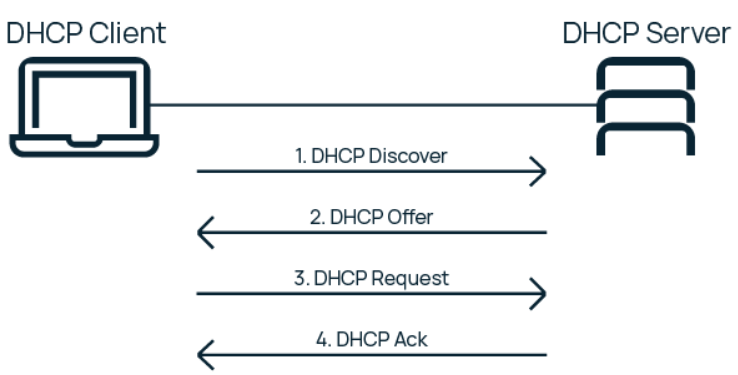 DHCP Client
DHCP Server
1. DHCP Discover
2. DHCP Offer
3. DHCP Request
4. DHCP Ack